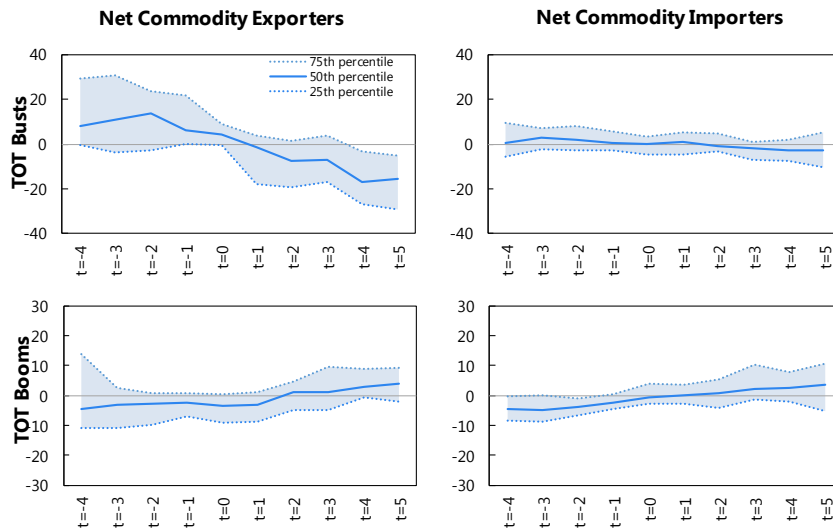 Net Commodity Exporters
Net Commodity Importers
TOT Busts
40
20
0
-20
-40
75th percentile
50th percentile
25th percentile
t=-4
t=-3
t=-2
t=-1
t=0
t=1
t=2
t=3
t=4
t=5
40
20
0
-20
-40
t=-4
t=-3
t=-2
t=-1
t=0
t=1
t=2
t=3
t=4
t=5
TOT Booms
30
20
10
0
-10
-20
-30
t=-4
t=-3
t=-2
t=-1
t=0
t=1
t=2
t=3
t=4
t=5
30
20
10
0
-10
-20
-30
t=-4
t=-3
t=-2
t=-1
t=0
t=1
t=2
t=3
t=4
t=5